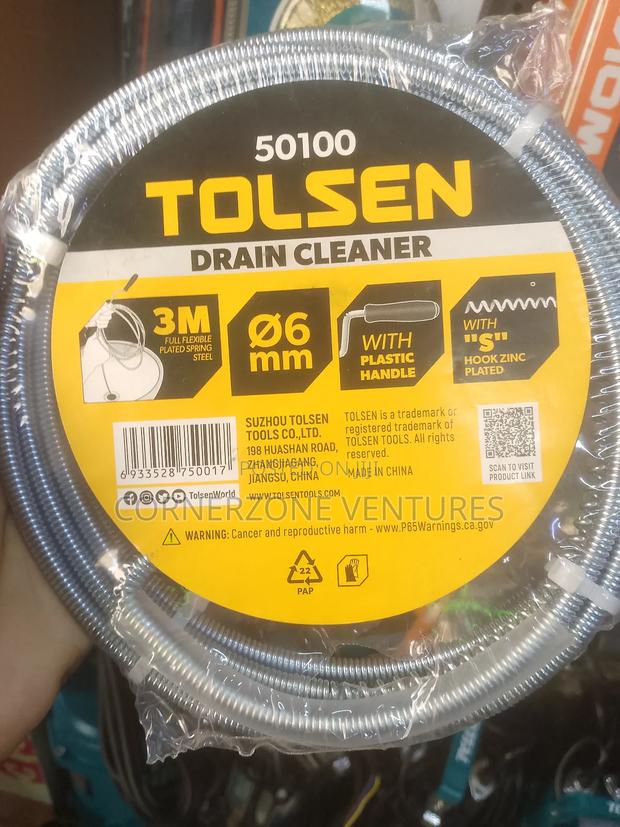 50100
TOLSEN
DRAIN CLEANER
3M
FULL FLEXIBLE
PLATED SPRING
STEEL
Ø6
mm
WITH
PLASTIC
HANDLE
WITH
"S"
HOOK ZINC
PLATED
SUZHOU TOLSEN
TOOLS CO.,LTD.
198 HUASHAN ROAD,
ZHANGJIAGANG,
JIANGSU, CHINA
WWW.TOLSENTOOLS.COM
TOLSEN is a trademark or
registered trademark of
TOLSEN TOOLS. All rights
reserved.
MADE IN CHINA
SCAN TO VISIT
PRODUCT LINK
6 933528 750017
TolsenWorld
CORNERZONE VENTURES
WARNING: Cancer and reproductive harm - www.P65Warnings.ca.gov
22
PAP